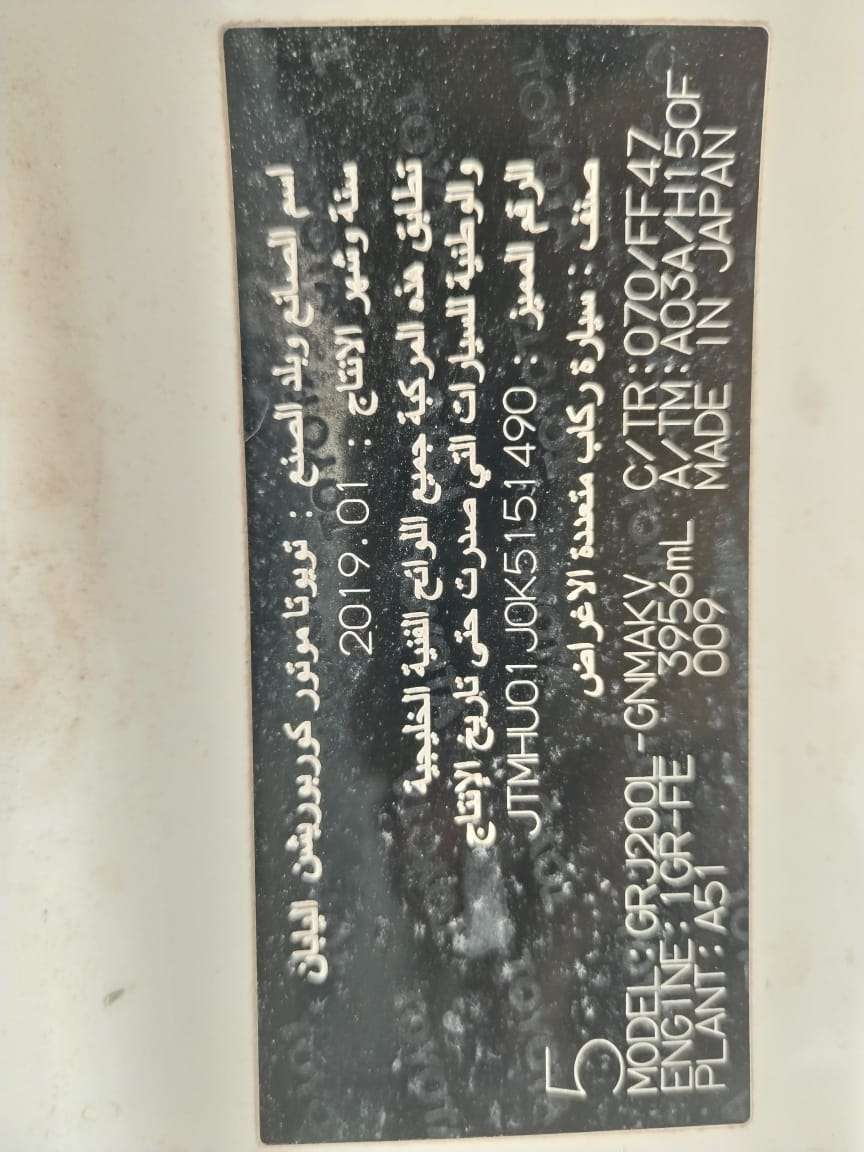 اسم الصانع وبلد الصنع : تويوتا موتور كوربوريشن اليابان
سنة وشهر الانتاج : 2019.01
تطابق هذه المركبة جميع اللوائح الفنية الخليجية
والوطنية للسيارات التي صدرت حتى تاريخ الإنتاج
الرقم المميز : JTMHU01J0K5151490
صنف : سيارة ركاب متعددة الاغراض
5
MODEL:GRJ200L-GNMAKV C/TR:070/FF47
ENGINE:1GR-FE 3956mL A/TM:A03A/H150F
PLANT:A51 009 MADE IN JAPAN